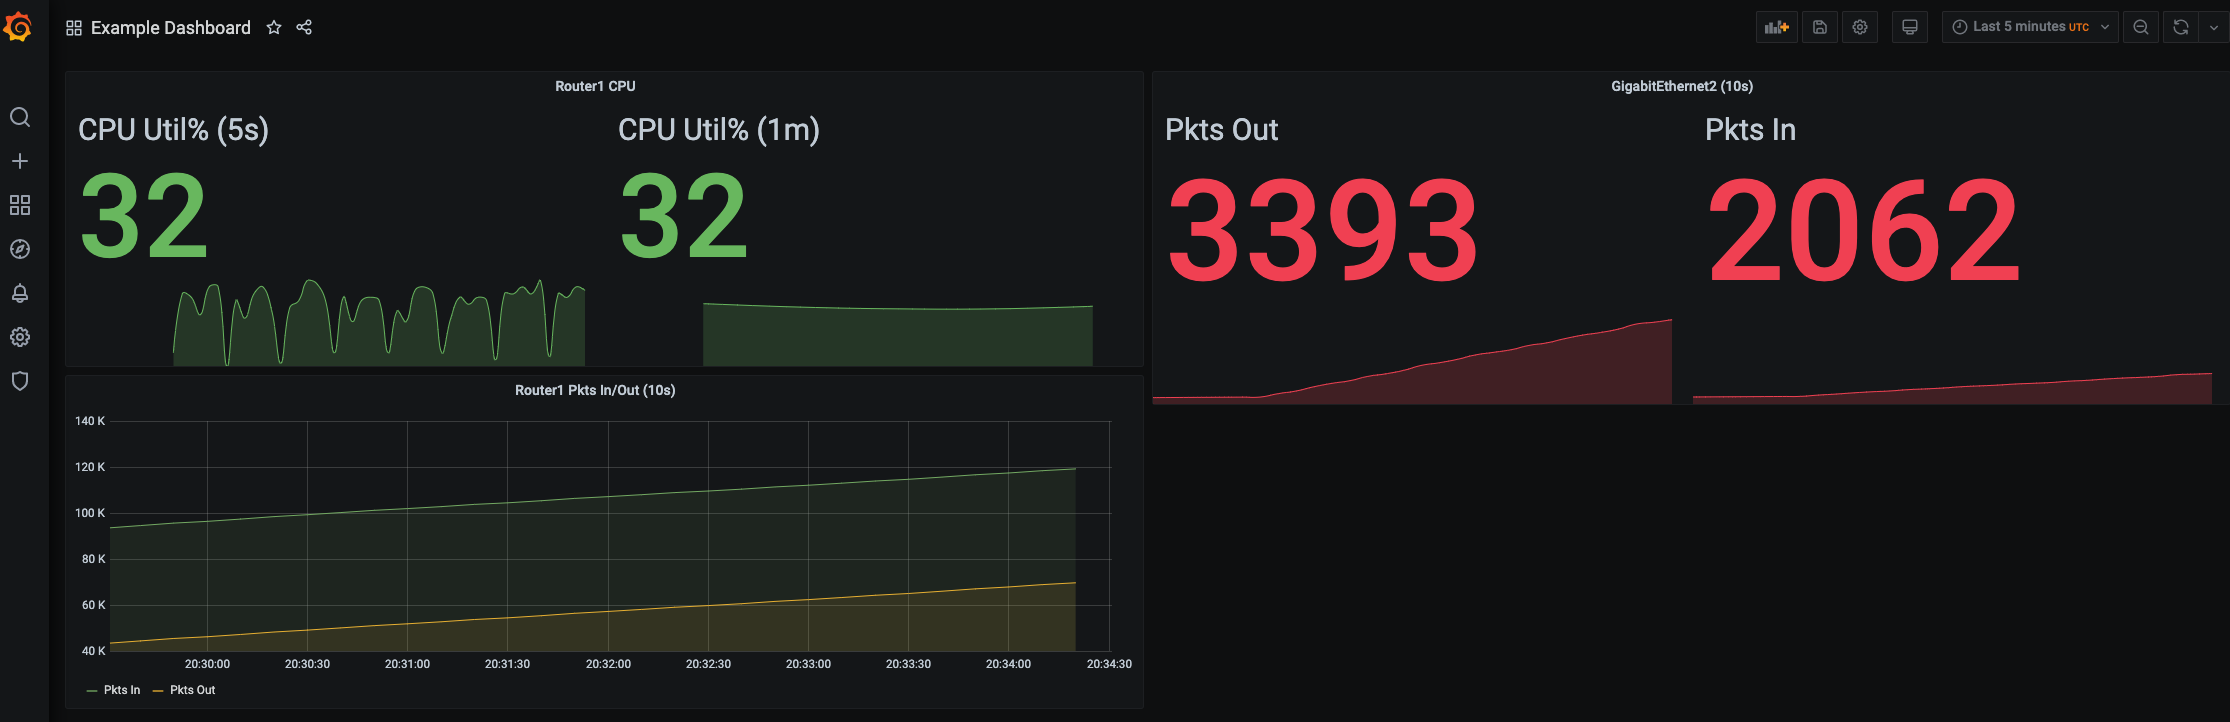 Example Dashboard
Last 5 minutes UTC
Router1 CPU
CPU Util% (5s)
32
CPU Util% (1m)
32
GigabitEthernet2 (10s)
Pkts Out
3393
Pkts In
2062
Router1 Pkts In/Out (10s)
140 K
120 K
100 K
80 K
60 K
40 K
20:30:00 20:30:30 20:31:00 20:31:30 20:32:00 20:32:30 20:33:00 20:33:30 20:34:00 20:34:30
Pkts In Pkts Out